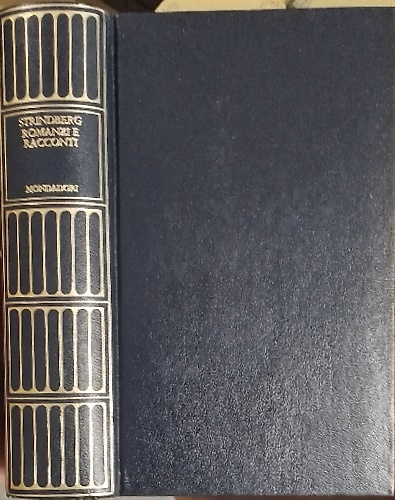 STRINDBERG
ROMANZI E
RACCONTI
MONDADORI